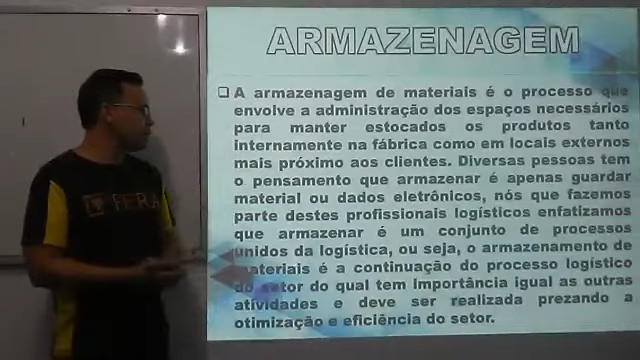 ARMAZENAGEM
❑ A armazenagem de materiais é o processo que
envolve a administração dos espaços necessários
para manter estocados os produtos tanto
internamente na fábrica como em locais externos
mais próximo aos clientes. Diversas pessoas tem
o pensamento que armazenar é apenas guardar
material ou dados eletrônicos, nós que fazemos
parte destes profissionais logísticos enfatizamos
que armazenar é um conjunto de processos
unidos da logística, ou seja, o armazenamento de
materiais é a continuação do processo logístico
do setor do qual tem importância igual as outras
atividades e deve ser realizada prezando a
otimização e eficiência do setor.
FERA